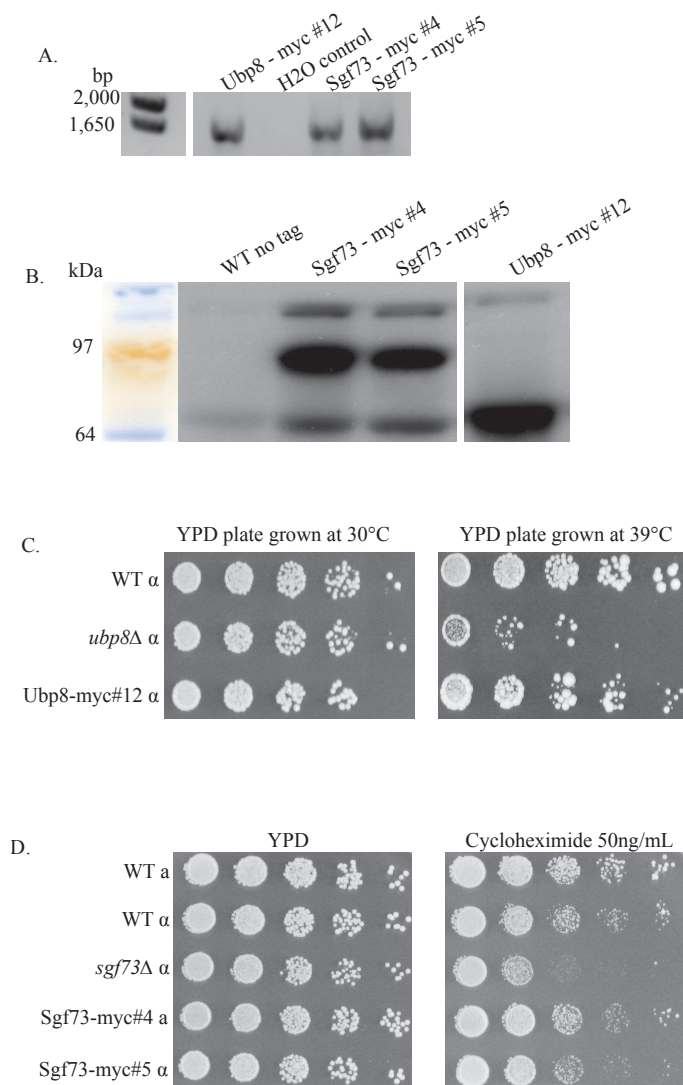 A.
bp
2,000
1,650
Ubp8 - myc #12
H2O control
Sgf73 - myc #4
Sgf73 - myc #5
B.
kDa
97
64
WT no tag
Sgf73 - myc #4
Sgf73 - myc #5
Ubp8 - myc #12
C.
YPD plate grown at 30°C
YPD plate grown at 39°C
WT α
ubp8Δ α
Ubp8-myc#12 α
D.
YPD
Cycloheximide 50ng/mL
WT a
WT α
sgf73Δ α
Sgf73-myc#4 a
Sgf73-myc#5 α